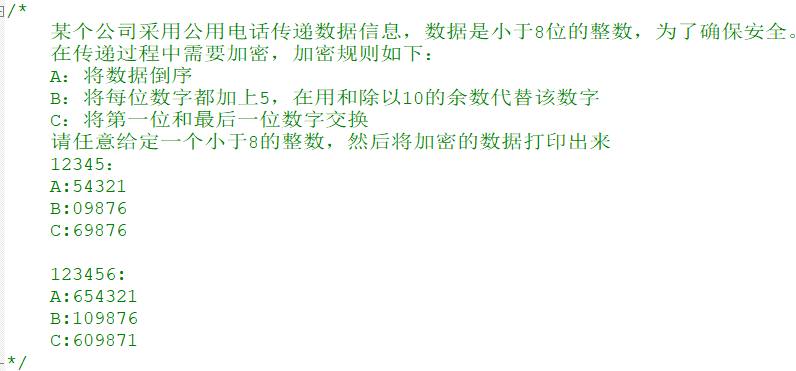 /*
某个公司采用公用电话传递数据信息，数据是小于8位的整数，为了确保安全。
在传递过程中需要加密，加密规则如下：
A：将数据倒序
B：将每位数字都加上5，在用和除以10的余数代替该数字
C：将第一位和最后一位数字交换
请任意给定一个小于8的整数，然后将加密的数据打印出来
12345：
A:54321
B:09876
C:69876
123456:
A:654321
B:109876
C:609871
*/